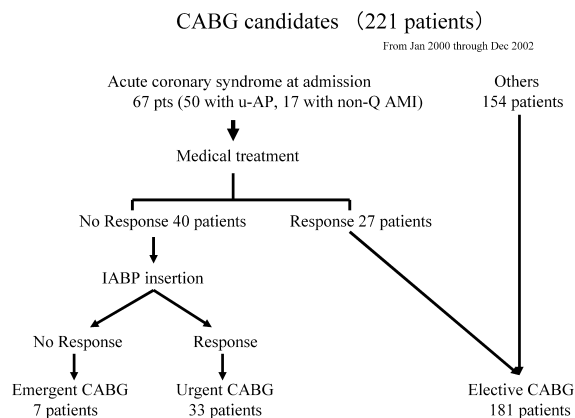 CABG candidates （221 patients）
From Jan 2000 through Dec 2002
Acute coronary syndrome at admission
67 pts (50 with u-AP, 17 with non-Q AMI)
Others
154 patients
Medical treatment
No Response 40 patients
Response 27 patients
IABP insertion
No Response
Response
Emergent CABG
7 patients
Urgent CABG
33 patients
Elective CABG
181 patients